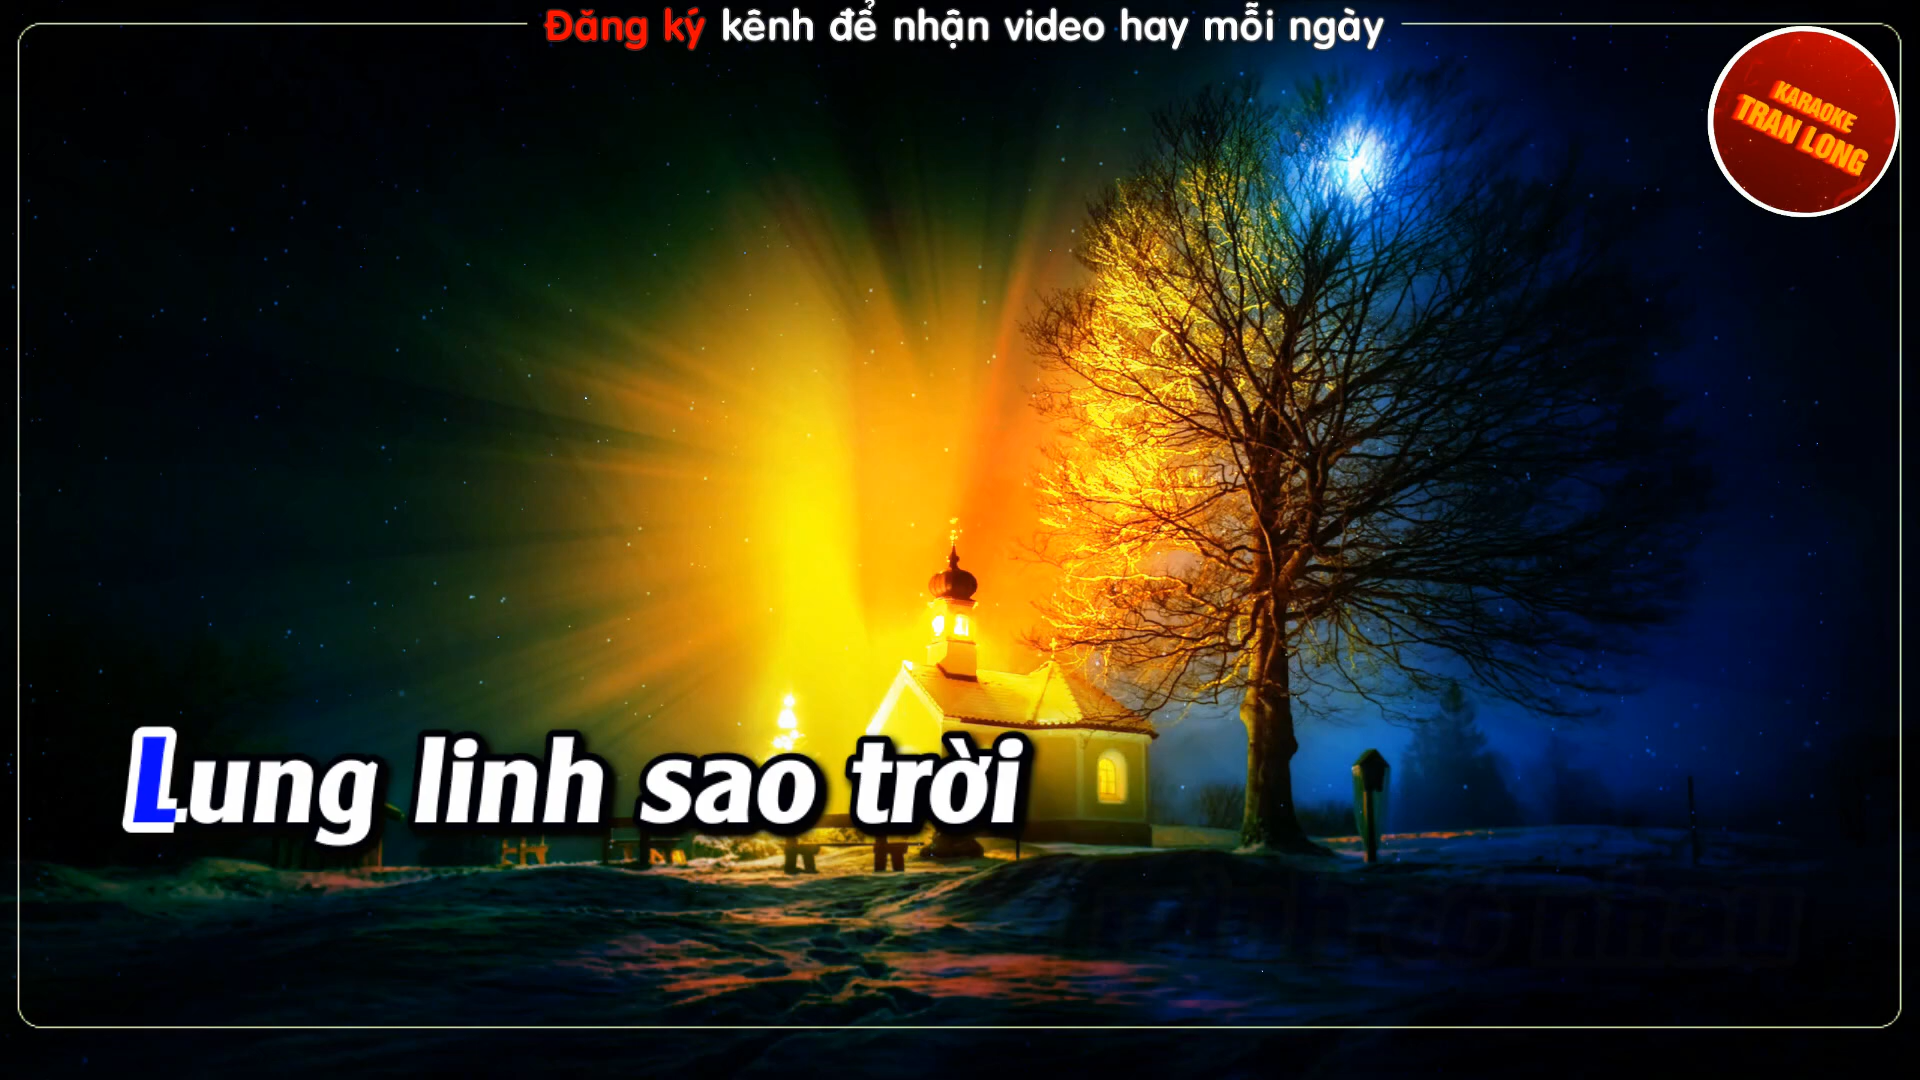 Đăng ký kênh để nhận video hay mỗi ngày
KARAOKE
TRAN LONG
Lung linh sao trời